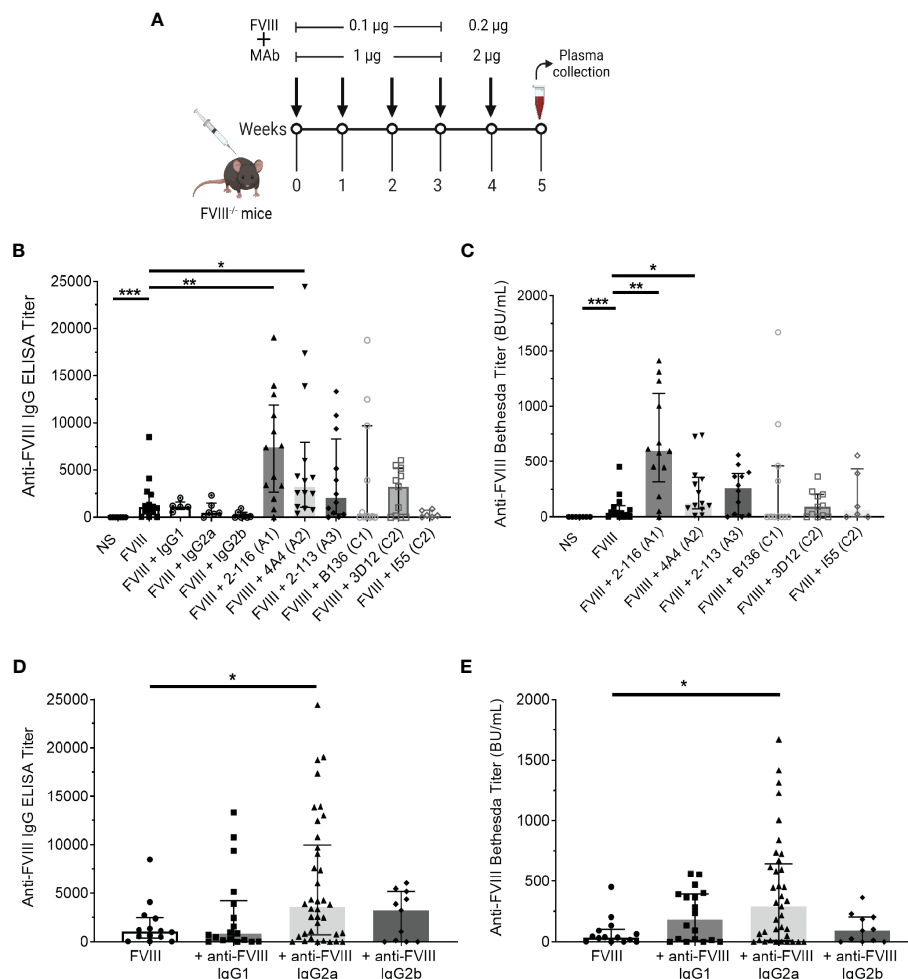 A
FVIII
+
MAb
0.1 µg
0.2 µg
1 µg
2 µg
Plasma
collection
Weeks
0
1
2
3
4
5
FVIII-/- mice
B
Anti-FVIII IgG ELISA Titer
25000
20000
15000
10000
5000
0
***
**
*
NS
FVIII
FVIII + IgG1
FVIII + IgG2a
FVIII + IgG2b
FVIII + 2-116 (A1)
FVIIII + 4A4 (A2)
FVIII + 2-113 (A3)
FVIII + B136 (C1)
FVIIII + 3D12 (C2)
FVIII + I55 (C2)
C
Anti-FVIII Bethesda Titer (BU/mL)
2000
1500
1000
500
0
***
**
*
NS
FVIII
FVIII + 2-116 (A1)
FVIIII + 4A4 (A2)
FVIII + 2-113 (A3)
FVIII + B136 (C1)
FVIIII + 3D12 (C2)
FVIII + I55 (C2)
D
Anti-FVIII IgG ELISA Titer
25000
20000
15000
10000
5000
0
*
FVIII
+ anti-FVIII
IgG1
+ anti-FVIII
IgG2a
+ anti-FVIII
IgG2b
E
Anti-FVIII Bethesda Titer (BU/mL)
2000
1500
1000
500
0
*
FVIII
+ anti-FVIII
IgG1
+ anti-FVIII
IgG2a
+ anti-FVIII
IgG2b